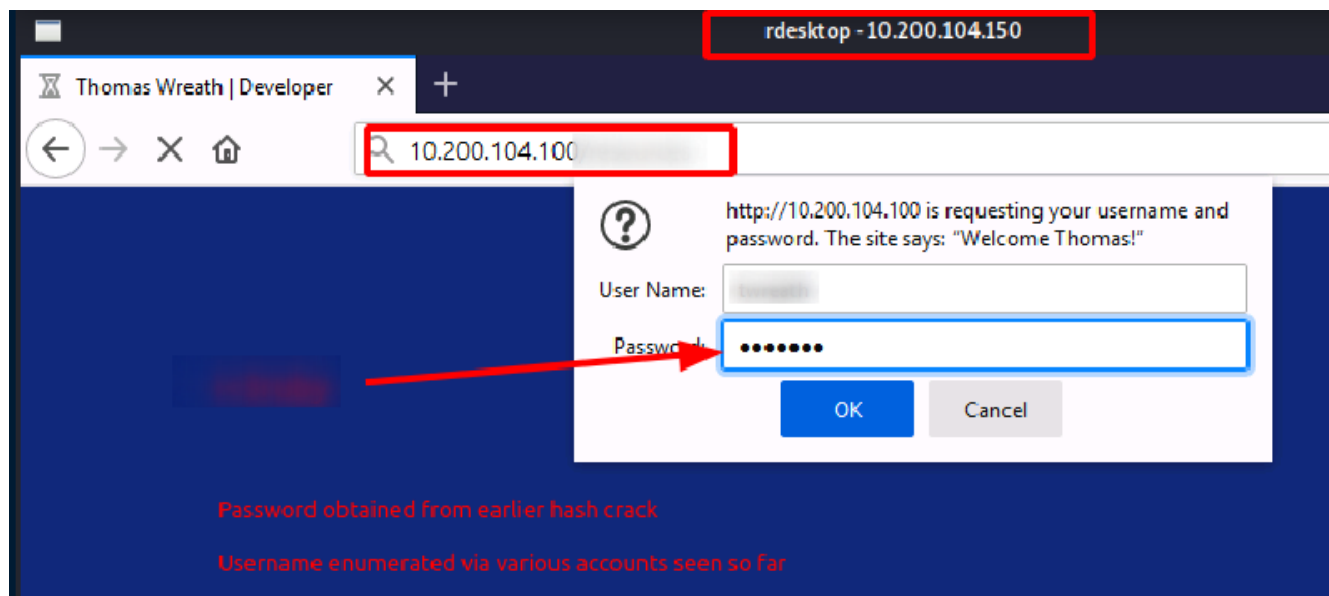 rdesktop - 10.200.104.150
Thomas Wreath | Developer
10.200.104.100
http://10.200.104.100 is requesting your username and
password. The site says: “Welcome Thomas!”
User Name:
Password:
OK
Cancel
Password obtained from earlier hash crack
Username enumerated via various accounts seen so far